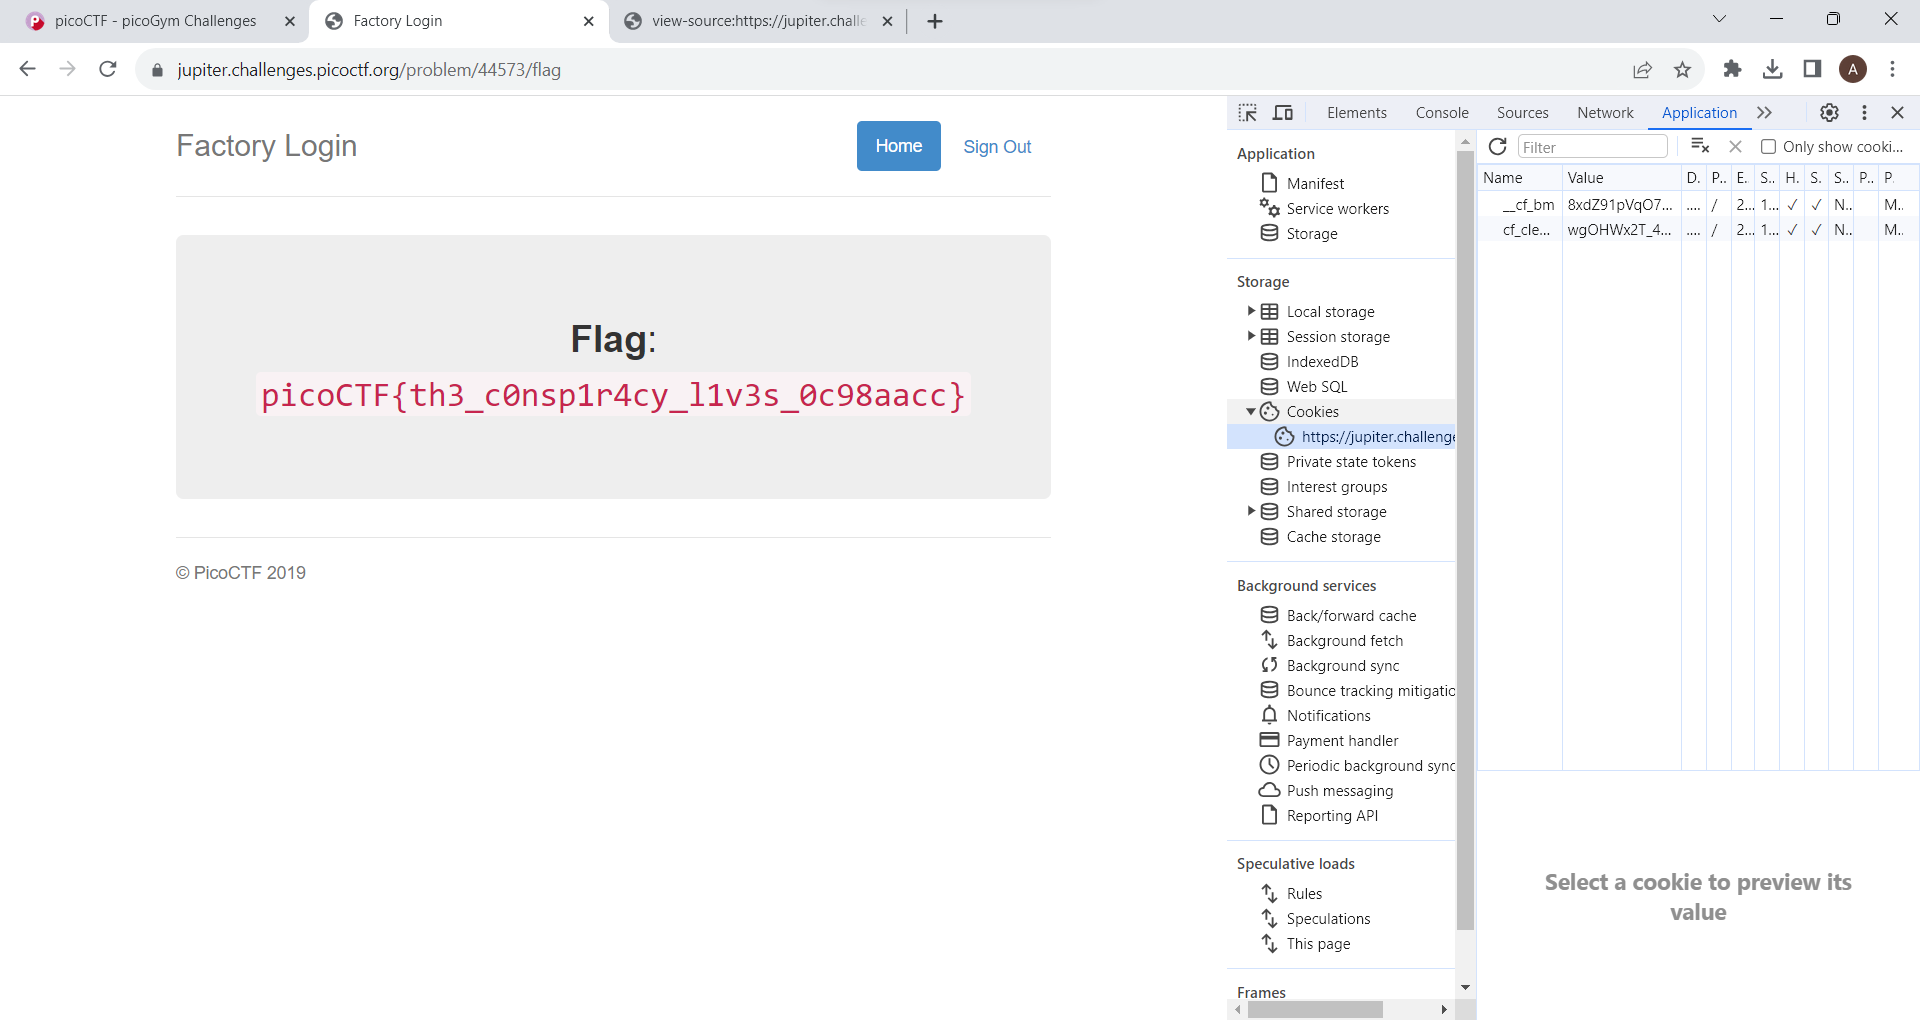 picoCTF - picoGym Challenges
Factory Login
view-source:https://jupiter.challe
jupiter.challenges.picoctf.org/problem/44573/flag
A
Factory Login
Home
Sign Out
Flag:
picoCTF{th3_c0nsp1r4cy_l1v3s_0c98aacc}
© PicoCTF 2019
Elements
Console
Sources
Network
Application
Application
Manifest
Service workers
Storage
Storage
Local storage
Session storage
IndexedDB
Web SQL
Cookies
https://jupiter.challenge
Private state tokens
Interest groups
Shared storage
Cache storage
Background services
Back/forward cache
Background fetch
Background sync
Bounce tracking mitigatio
Notifications
Payment handler
Periodic background sync
Push messaging
Reporting API
Speculative loads
Rules
Speculations
This page
Frames
Filter
Only show cooki...
Name Value D. P.. E. S.. H. S. S.. P.. P.
__cf_bm 8xdZ91pVqO7... .... / 2... 1... ✓ ✓ N.. M..
cf_cle... wgOHWx2T_4... .... / 2... 1... ✓ ✓ N.. M..
Select a cookie to preview its
value